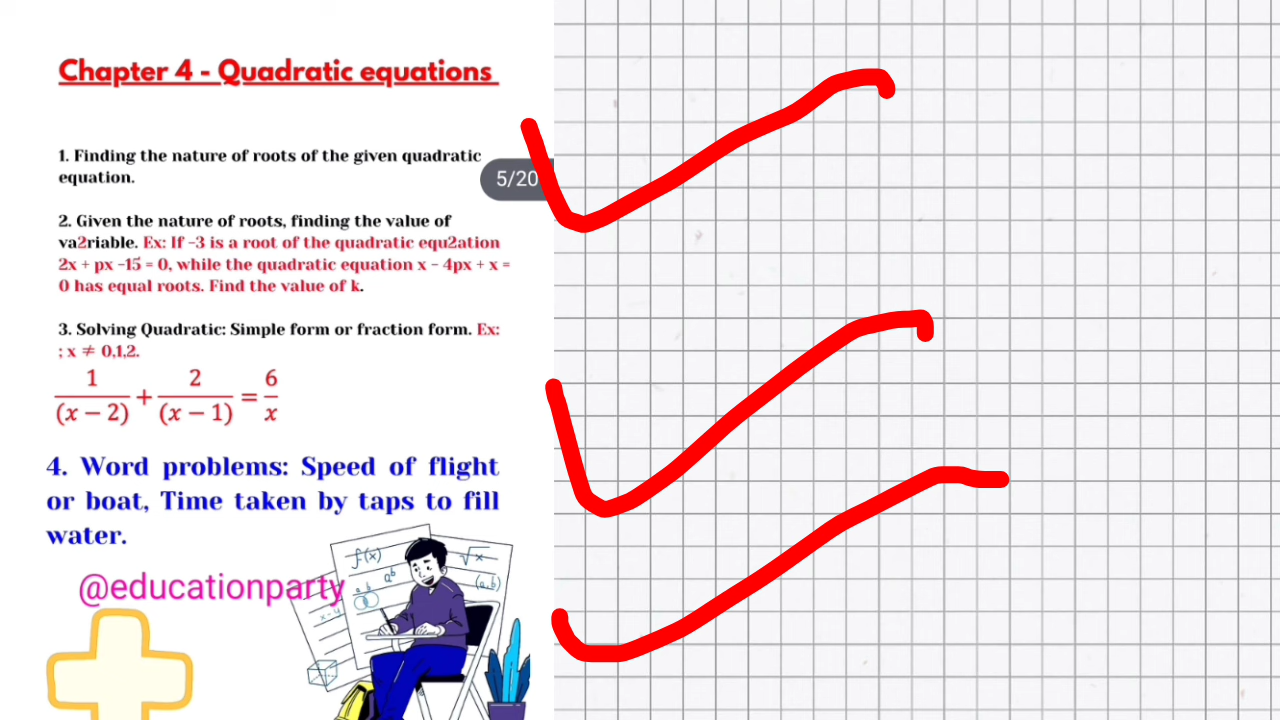 Chapter 4 - Quadratic equations
1. Finding the nature of roots of the given quadratic
equation.
5/20
2. Given the nature of roots, finding the value of
va2riable. Ex: If -3 is a root of the quadratic equ2ation
2x + px -15 = 0, while the quadratic equation x - 4px + x =
0 has equal roots. Find the value of k.
3. Solving Quadratic: Simple form or fraction form. Ex:
: x ≠ 0,1,2.
1/(x − 2) + 2/(x − 1) = 6/x
4. Word problems: Speed of flight
or boat, Time taken by taps to fill
water.
f(x)
√x
a^b
(a,b)
@educationparty